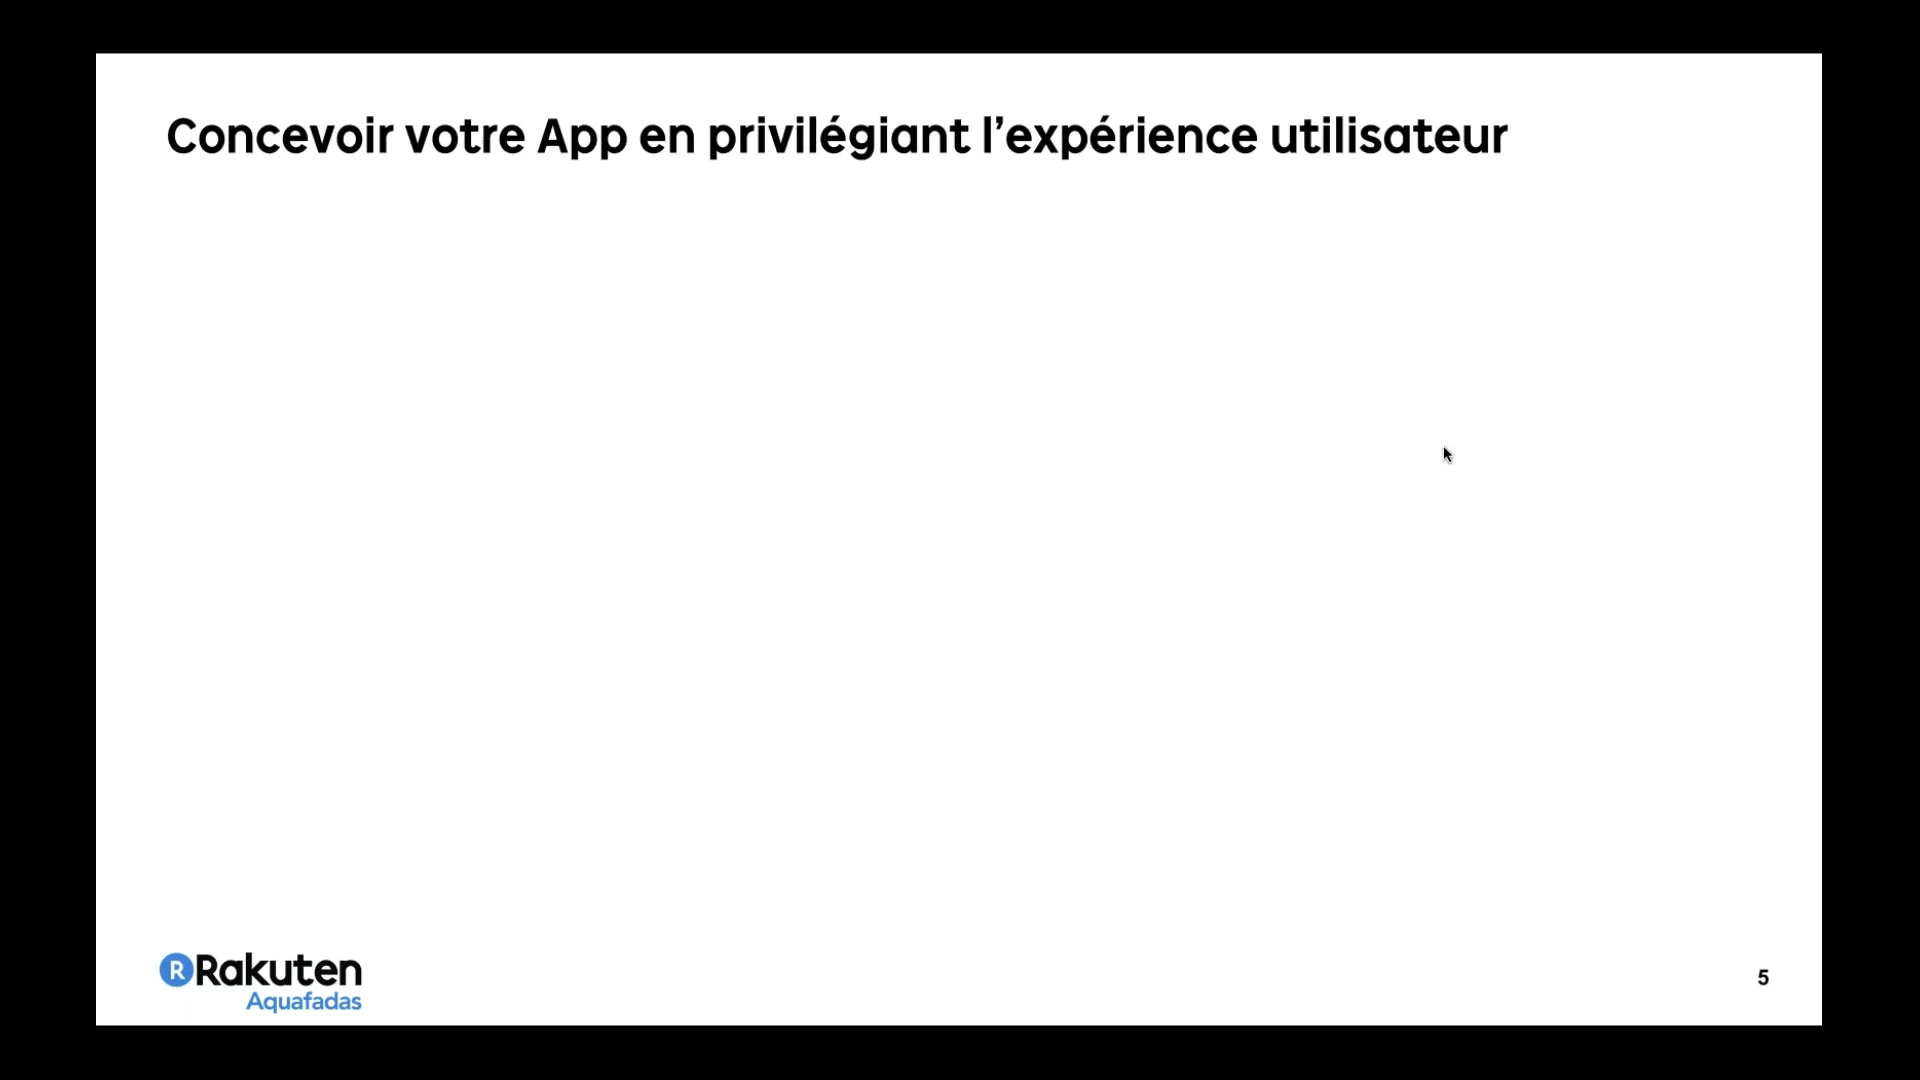 Concevoir votre App en privilégiant l’expérience utilisateur
R Rakuten
Aquafadas
5